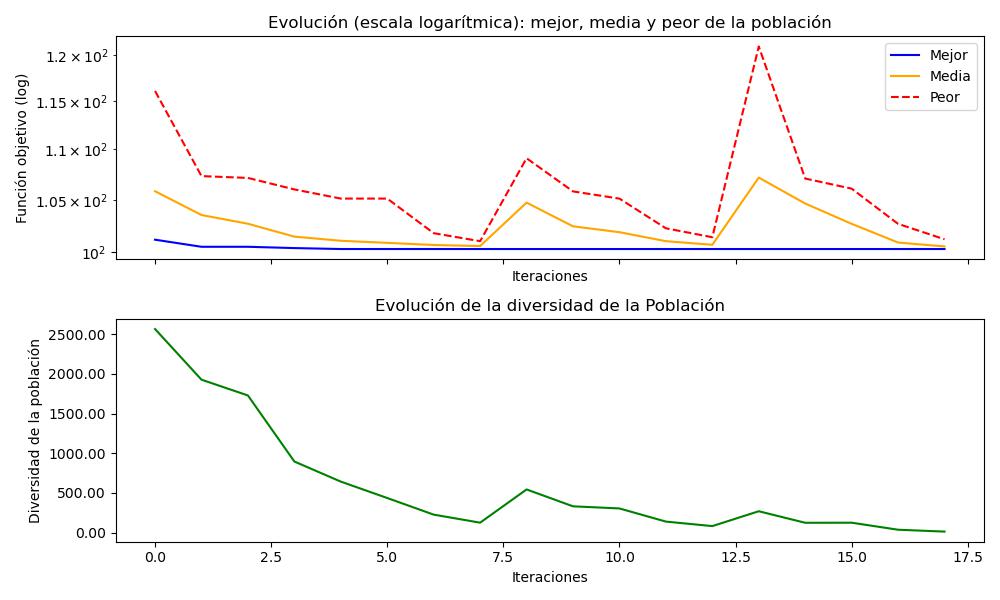 Evolución (escala logarítmica): mejor, media y peor de la población
Función objetivo (log)
1.2 × 10²
1.15 × 10²
1.1 × 10²
1.05 × 10²
10²
Mejor
Media
Peor
Iteraciones
Evolución de la diversidad de la Población
Diversidad de la población
2500.00
2000.00
1500.00
1000.00
500.00
0.00
0.0 2.5 5.0 7.5 10.0 12.5 15.0 17.5
Iteraciones